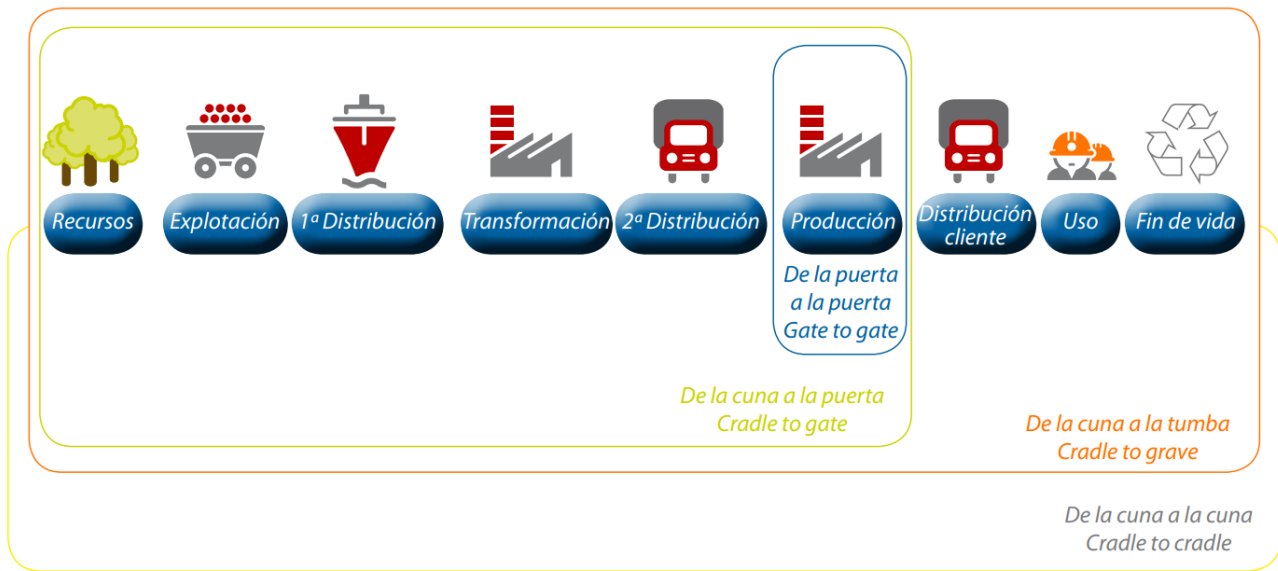 Recursos
Explotación
1ª Distribución
Transformación
2ª Distribución
Producción
Distribución
cliente
Uso
Fin de vida
De la puerta
a la puerta
Gate to gate
De la cuna a la puerta
Cradle to gate
De la cuna a la tumba
Cradle to grave
De la cuna a la cuna
Cradle to cradle